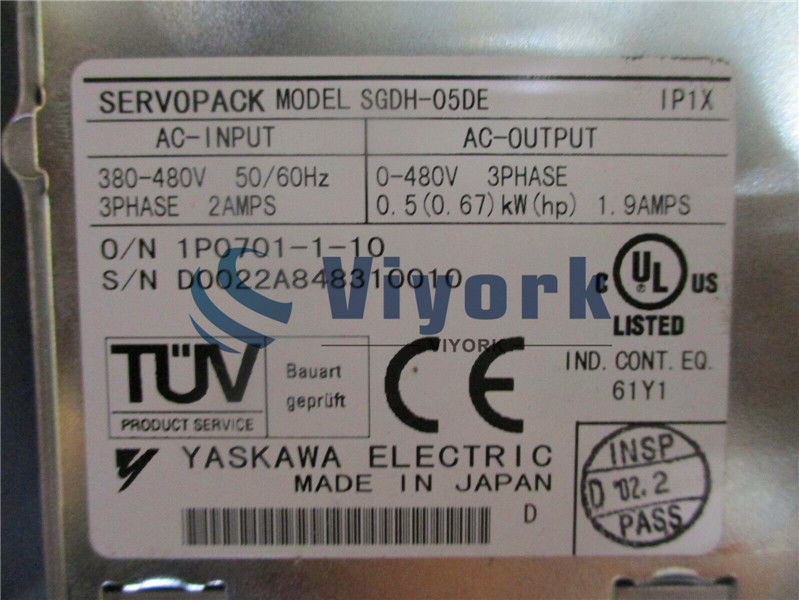 SERVOPACK MODEL SGDH-05DE IP1X
AC-INPUT AC-OUTPUT
380-480V 50/60Hz 0-480V 3PHASE
3PHASE 2AMPS 0.5(0.67)kW(hp) 1.9AMPS
O/N 1P0701-1-10
S/N D0022A848310010
Viyork
VIYORK
C UL US
®
LISTED
IND. CONT. EQ.
61Y1
TÜV
PRODUCT SERVICE
Bauart
geprüft
CE
YASKAWA ELECTRIC
MADE IN JAPAN
D
INSP
D '02.2
PASS